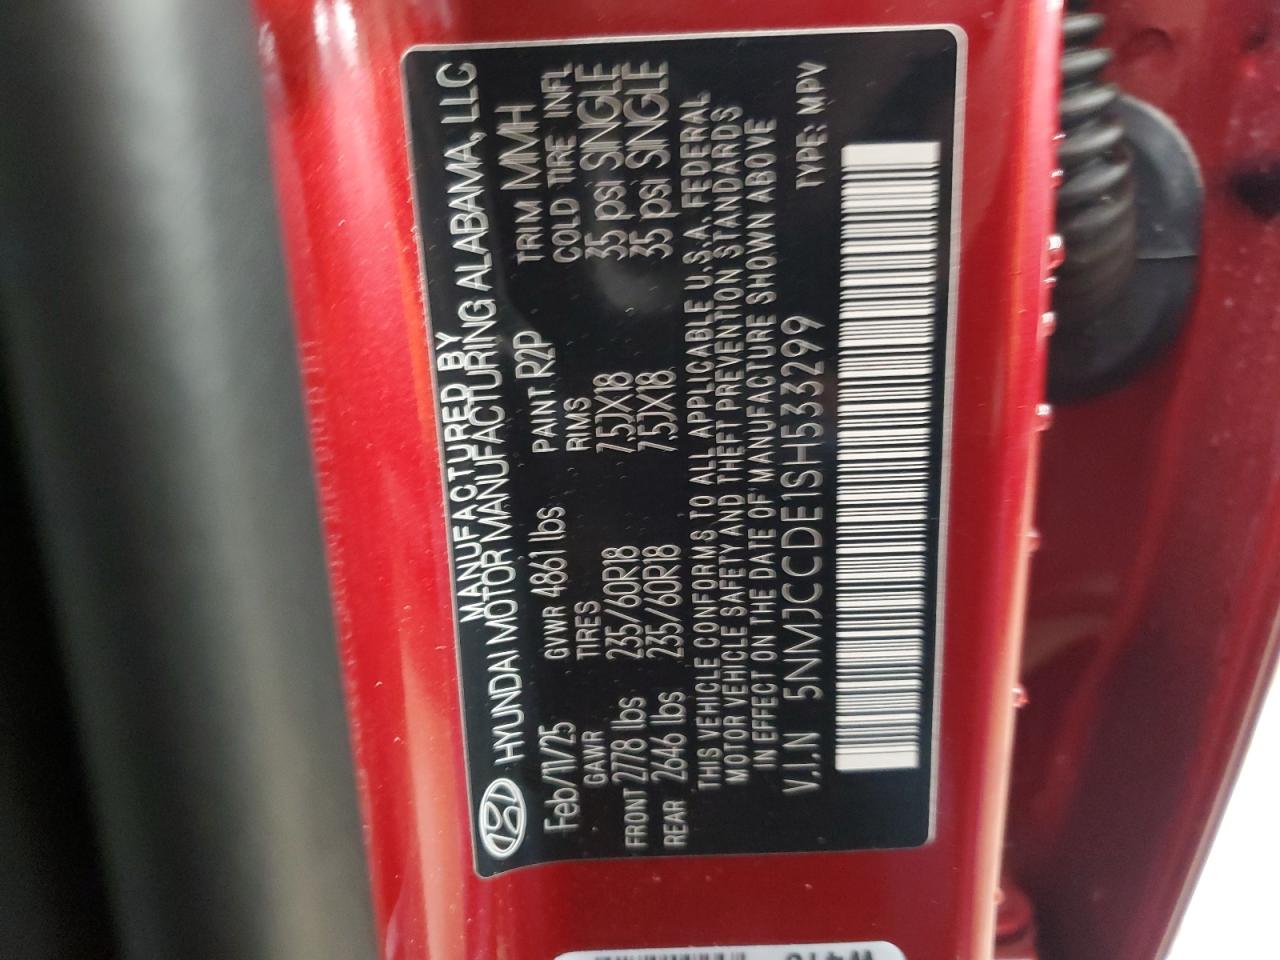 MANUFACTURED BY
HYUNDAI MOTOR MANUFACTURING ALABAMA, LLC
Feb/11/25 GVWR 4861 lbs PAINT R2P TRIM MMH
GAWR TIRES RIMS COLD TIRE INFL
FRONT 2778 lbs 235/60R18 7.5JX18 35 psi SINGLE
REAR 2646 lbs 235/60R18 7.5JX18 35 psi SINGLE
THIS VEHICLE CONFORMS TO ALL APPLICABLE U.S.A. FEDERAL
MOTOR VEHICLE SAFETY AND THEFT PREVENTION STANDARDS
IN EFFECT ON THE DATE OF MANUFACTURE SHOWN ABOVE
V.I.N 5NMJCCDE1SH533299 TYPE: MPV